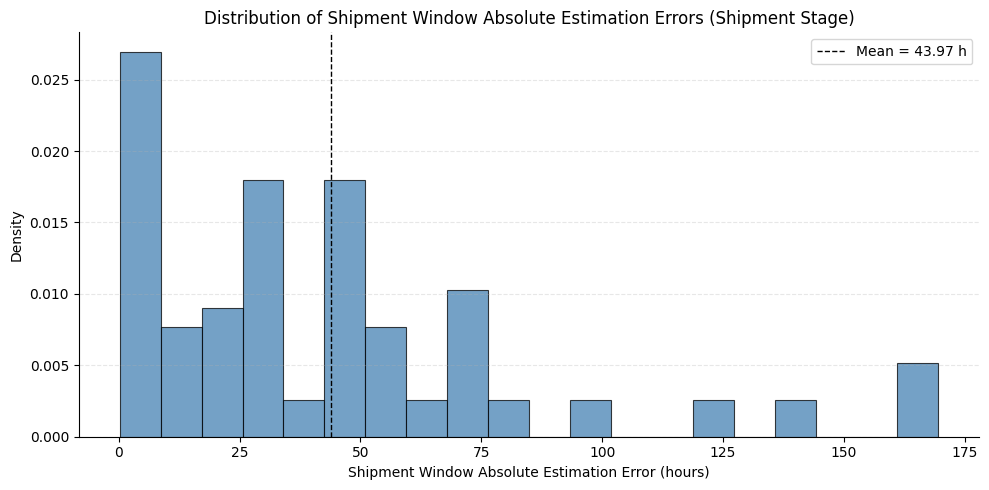 Distribution of Shipment Window Absolute Estimation Errors (Shipment Stage)
Mean = 43.97 h
Density
0.025
0.020
0.015
0.010
0.005
0.000
0 25 50 75 100 125 150 175
Shipment Window Absolute Estimation Error (hours)